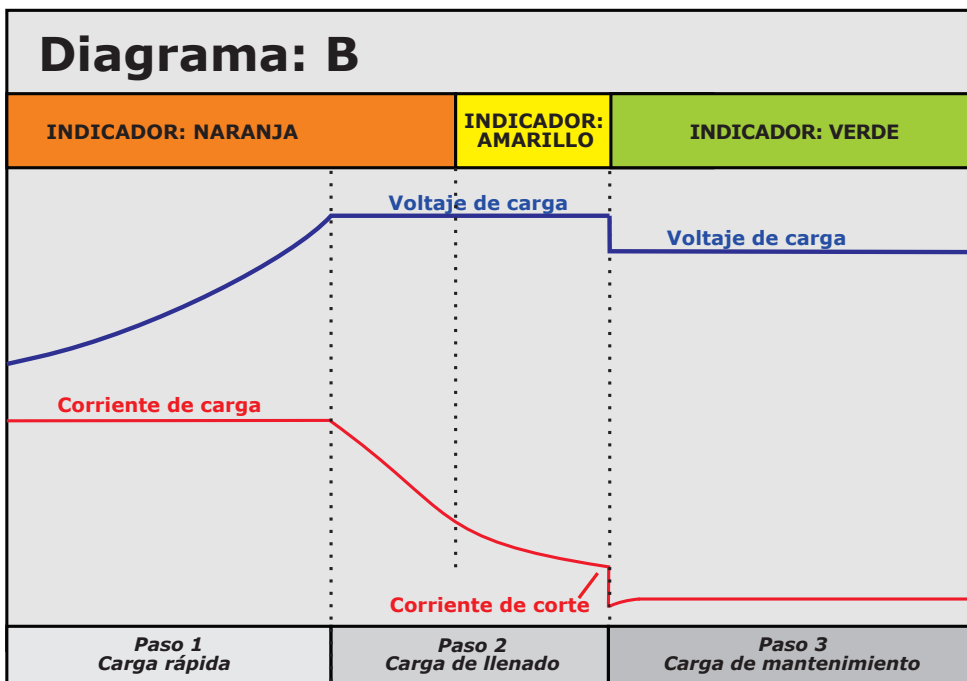 Diagrama: B
INDICADOR: NARANJA
INDICADOR:
AMARILLO
INDICADOR: VERDE
Voltaje de carga
Voltaje de carga
Corriente de carga
Corriente de corte
Paso 1
Carga rápida
Paso 2
Carga de llenado
Paso 3
Carga de mantenimiento